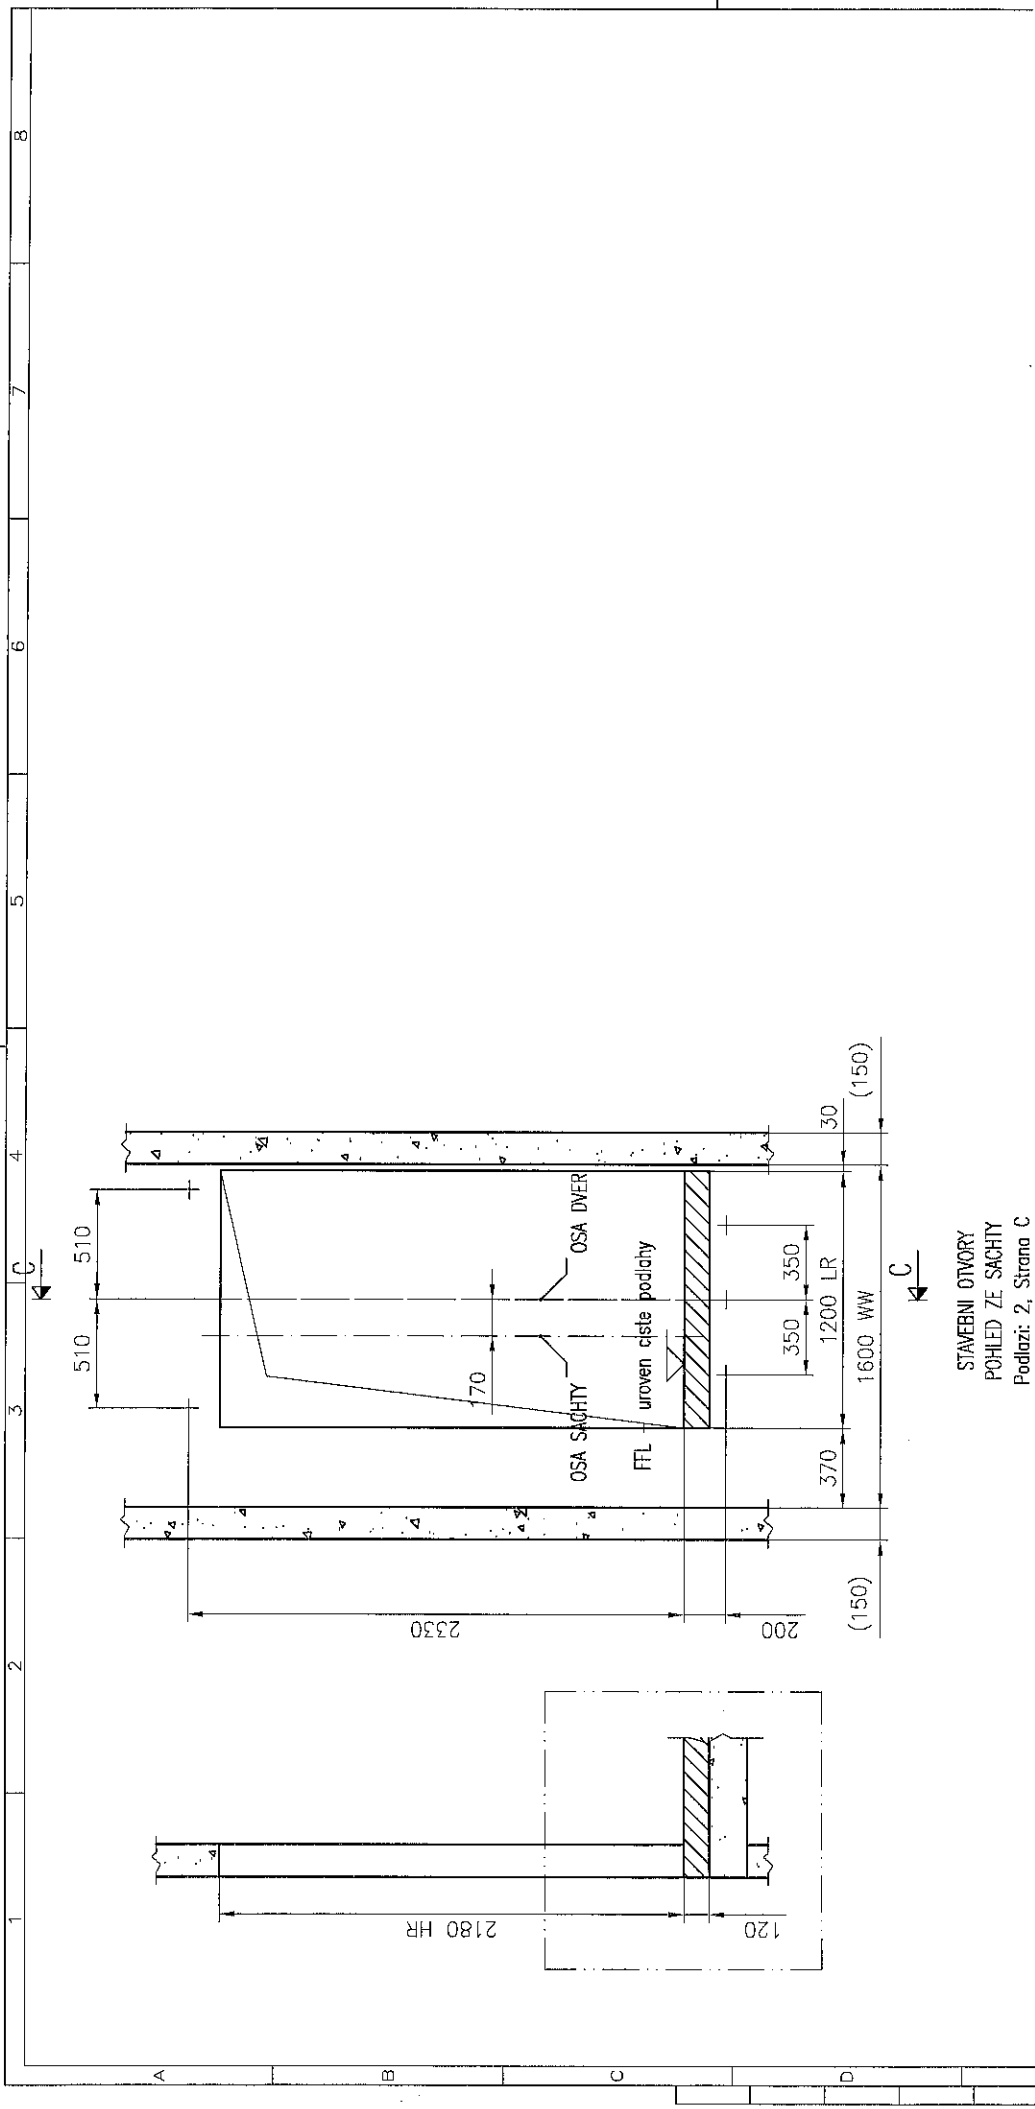 1 2 3 4 5 6 7 8
A
B
C
D
C
510 510
OSA SACHTY
OSA DVER
170
FFL uroven ciste podlahy
2330
200
2180 HR
120
350 350
370 1200 LR 30
(150) 1600 WW (150)
C
STAVEBNI OTVORY
POHLED ZE SACHTY
Podlazi: 2, Strana C